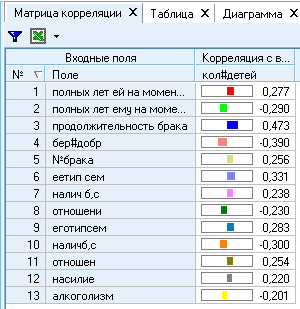 Матрица корреляции Таблица Диаграмма
Входные поля Корреляция с в...
№ Поле кол#детей
1 полных лет ей на момен... 0,277
2 полных лет ему на моме... -0,290
3 продолжительность брака 0,473
4 бер#добр -0,390
5 №брака 0,256
6 еетип сем 0,331
7 налич б,с 0,238
8 отношени -0,230
9 еготипсем 0,283
10 наличб,с -0,300
11 отношен 0,254
12 насилие 0,220
13 алкоголизм -0,201